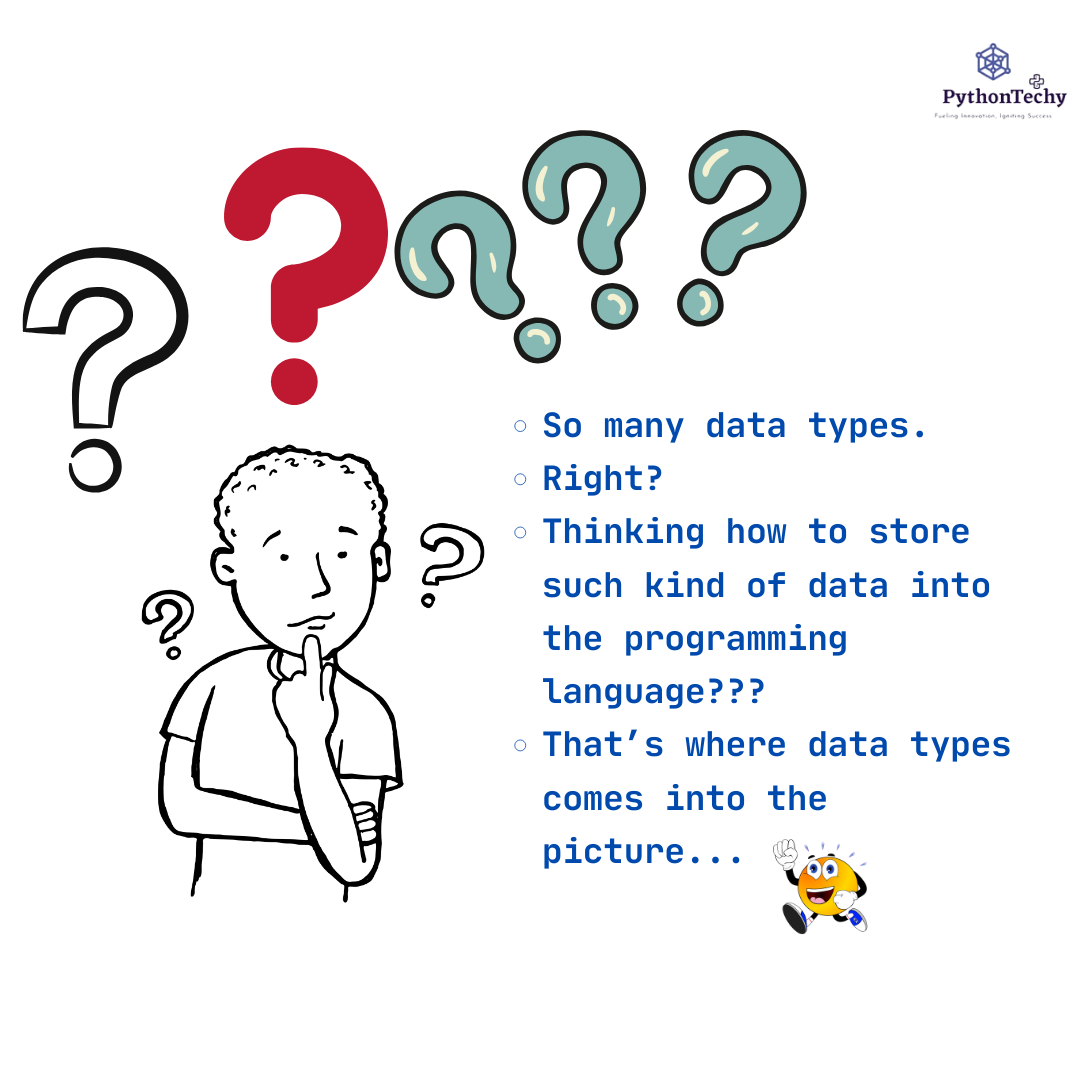 PythonTechy
Fueling Innovation, Igniting Success
So many data types.
Right?
Thinking how to store
such kind of data into
the programming
language???
That’s where data types
comes into the
picture...